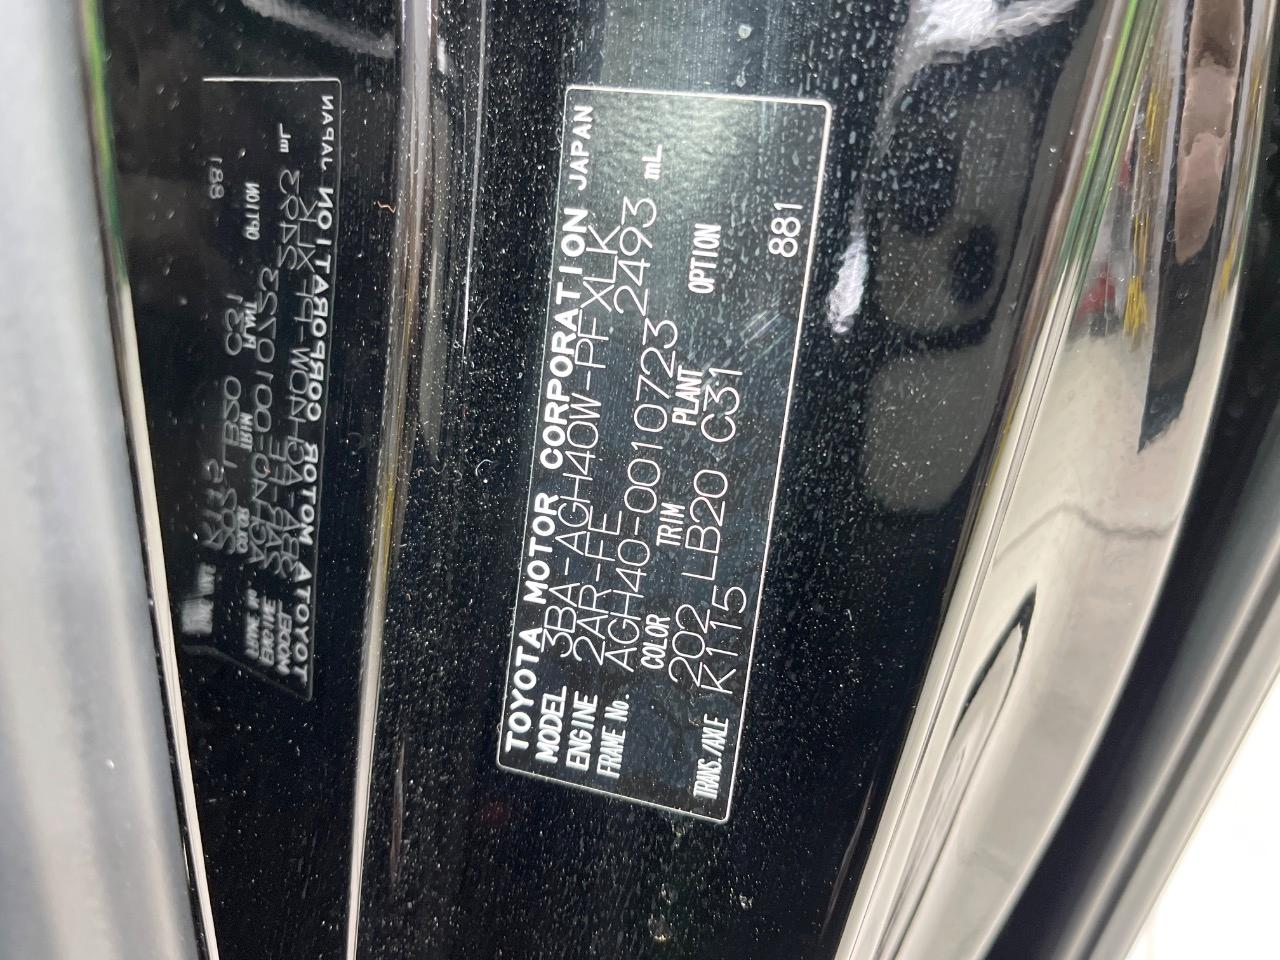 TOYOTA MOTOR CORPORATION JAPAN
MODEL 3BA-AGH40W-PFXLK
ENGINE 2AR-FE 2493 mL
FRAME No. AGH40-0010723
COLOR TRIM PLANT OPTION
202 LB20 C31
TRANS./AXLE K115
881